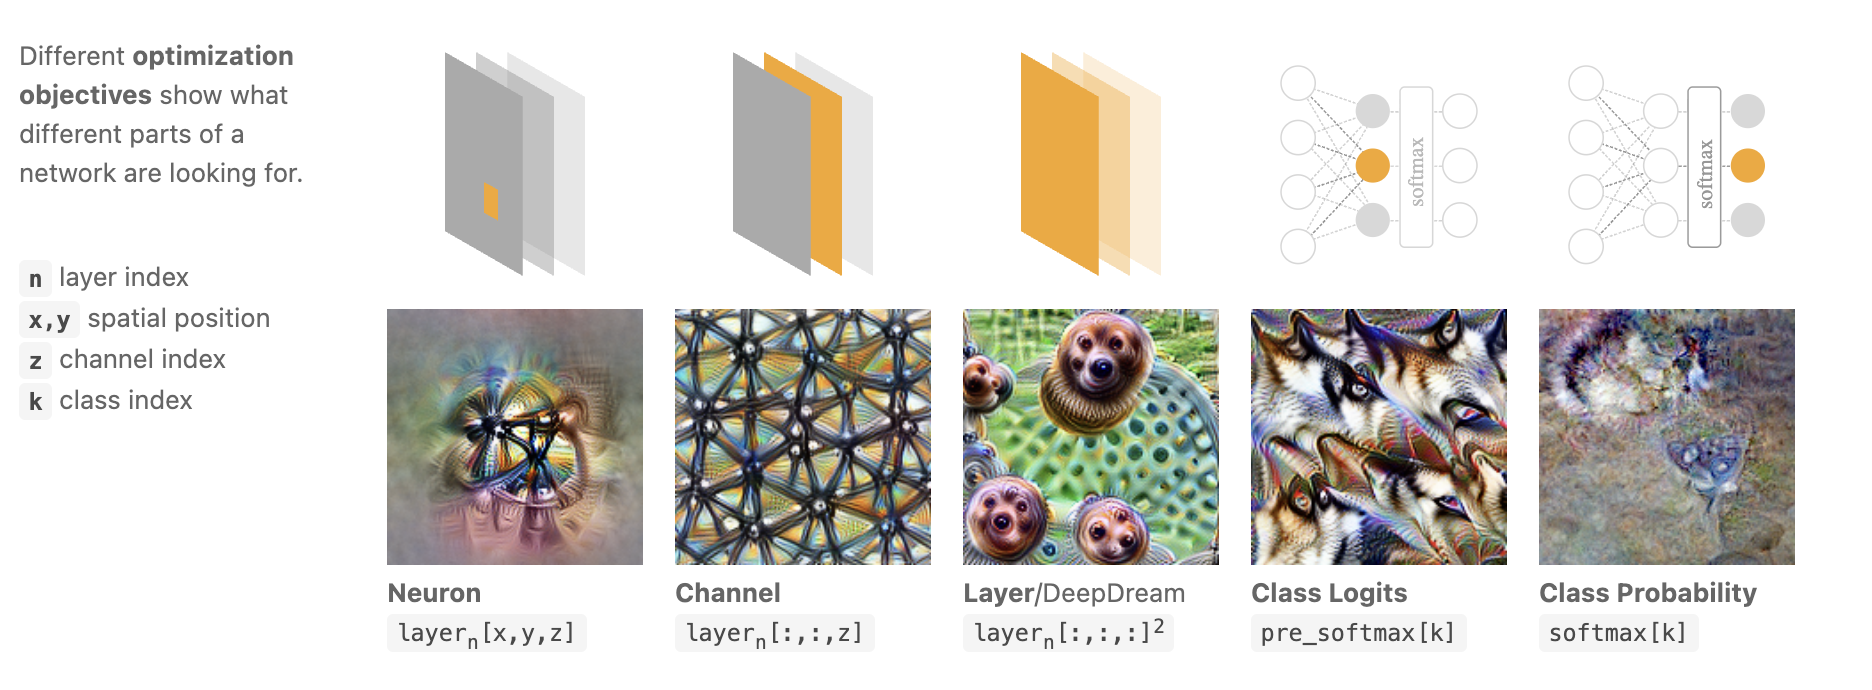 Different optimization
objectives show what
different parts of a
network are looking for.
n layer index
x,y spatial position
z channel index
k class index
softmax
softmax
Neuron
layerₙ[x,y,z]
Channel
layerₙ[:,:,z]
Layer/DeepDream
layerₙ[:,:,:]²
Class Logits
pre_softmax[k]
Class Probability
softmax[k]